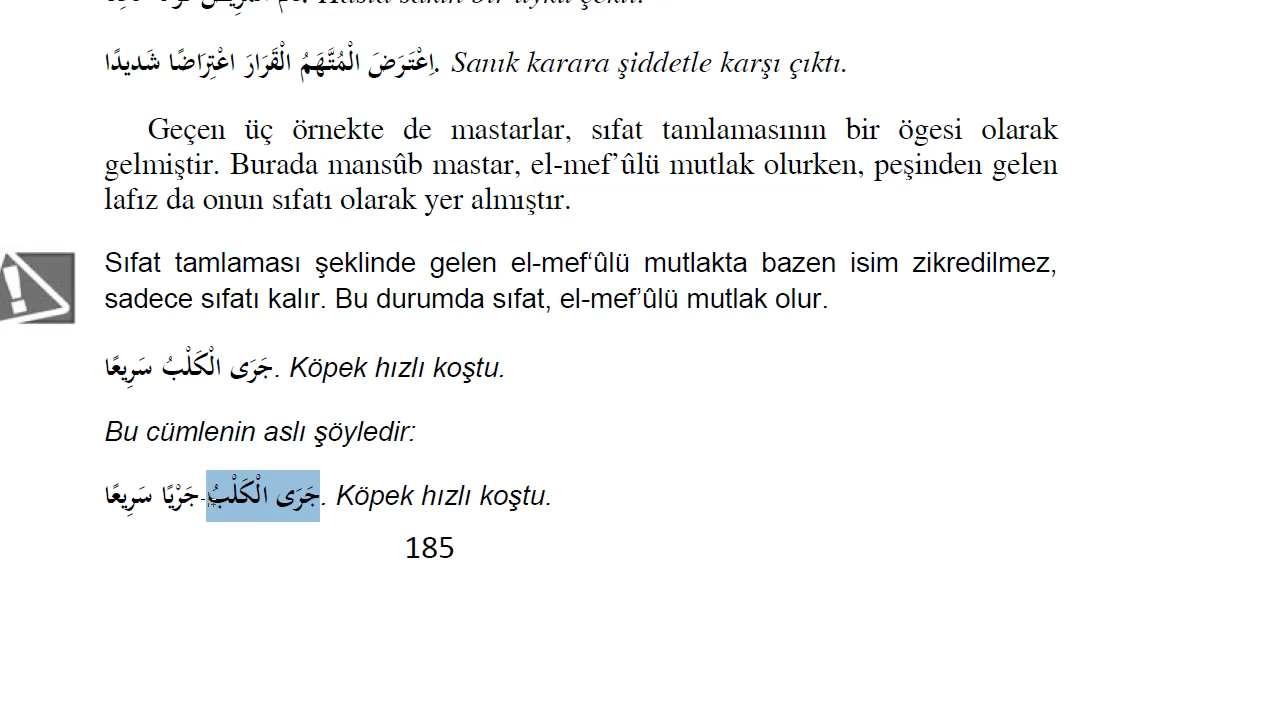 اِعْتَرَضَ الْمُتَّهَمُ الْقَرَارَ اعْتِرَاضًا شَديدًا. Sanık karara şiddetle karşı çıktı.
Geçen üç örnekte de mastarlar, sıfat tamlamasının bir ögesi olarak
gelmiştir. Burada mansûb mastar, el-mef’ûlü mutlak olurken, peşinden gelen
lafız da onun sıfatı olarak yer almıştır.
Sıfat tamlaması şeklinde gelen el-mef‘ûlü mutlakta bazen isim zikredilmez,
sadece sıfatı kalır. Bu durumda sıfat, el-mef’ûlü mutlak olur.
جَرَى الْكَلْبُ سَرِيعًا. Köpek hızlı koştu.
Bu cümlenin aslı şöyledir:
جَرَى الْكَلْبُ جَرْيًا سَرِيعًا. Köpek hızlı koştu.
185